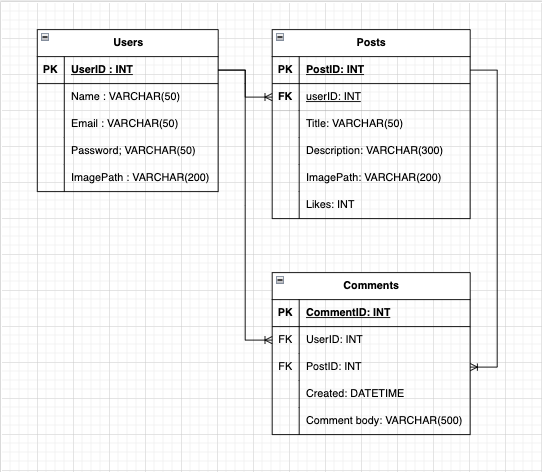 Users
PK UserID : INT
Name : VARCHAR(50)
Email : VARCHAR(50)
Password; VARCHAR(50)
ImagePath : VARCHAR(200)
Posts
PK PostID: INT
FK userID: INT
Title: VARCHAR(50)
Description: VARCHAR(300)
ImagePath: VARCHAR(200)
Likes: INT
Comments
PK CommentID: INT
FK UserID: INT
FK PostID: INT
Created: DATETIME
Comment body: VARCHAR(500)